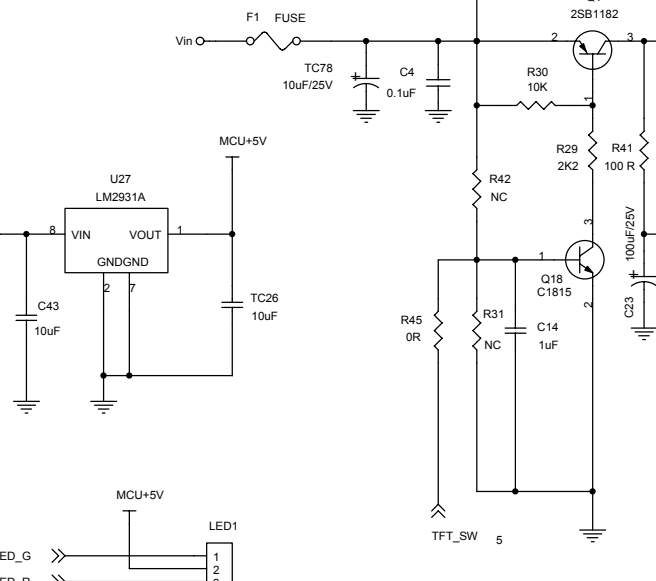 2SB1182
F1 FUSE
Vin
2
3
TC78
10uF/25V
C4
0.1uF
R30
10K
1
MCU+5V
R29
2K2
R41
100 R
U27
LM2931A
R42
NC
8
VIN
VOUT
1
GNDGND
2
7
3
100uF/25V
1
Q18
C1815
C23
2
C43
10uF
TC26
10uF
R45
0R
R31
NC
C14
1uF
MCU+5V
TFT_SW 5
LED1
ED_G
1
2